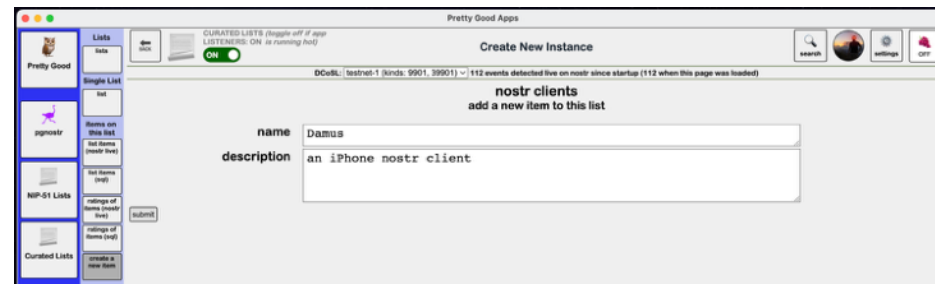 Pretty Good Apps
Pretty Good
pgnostr
NIP-51 Lists
Curated Lists
Lists
lists
Single List
list
items on
this list
list items
(nostr live)
list items
(sql)
ratings of
items (nostr
live)
ratings of
items (sql)
create a
new item
BACK
CURATED LISTS (toggle off if app
LISTENERS: ON is running hot)
ON
Create New Instance
search
settings
OFF
DCoSL: testnet-1 (kinds: 9901, 39901) 112 events detected live on nostr since startup (112 when this page was loaded)
nostr clients
add a new item to this list
name
Damus
description
an iPhone nostr client
submit